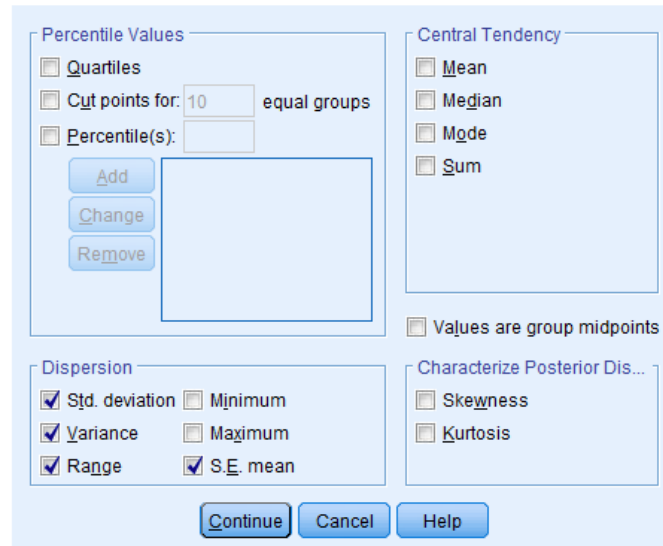 Percentile Values
Quartiles
Cut points for: 10 equal groups
Percentile(s):
Add
Change
Remove
Central Tendency
Mean
Median
Mode
Sum
Values are group midpoints
Dispersion
Std. deviation Minimum
Variance Maximum
Range S.E. mean
Characterize Posterior Dis...
Skewness
Kurtosis
Continue Cancel Help